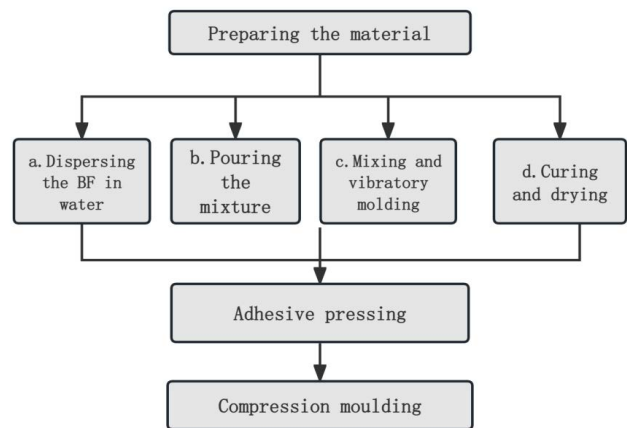 Preparing the material
a.Dispersing
the BF in
water
b.Pouring
the
mixture
c.Mixing and
vibratory
molding
d.Curing
and drying
Adhesive pressing
Compression moulding